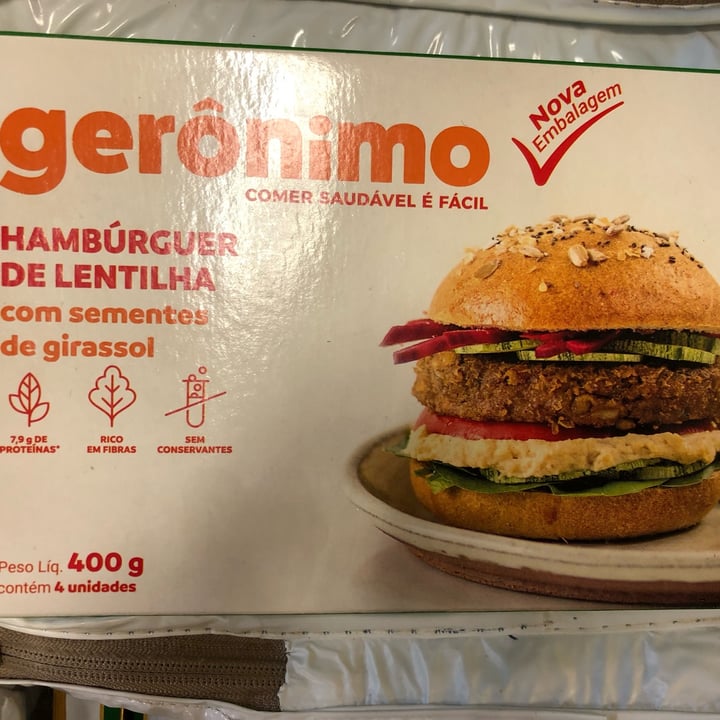 gerônimo
COMER SAUDÁVEL É FÁCIL
Nova
Embalagem
HAMBÚRGUER
DE LENTILHA
com sementes
de girassol
7,9 g DE
PROTEÍNAS*
RICO
EM FIBRAS
SEM
CONSERVANTES
Peso Líq. 400 g
contém 4 unidades